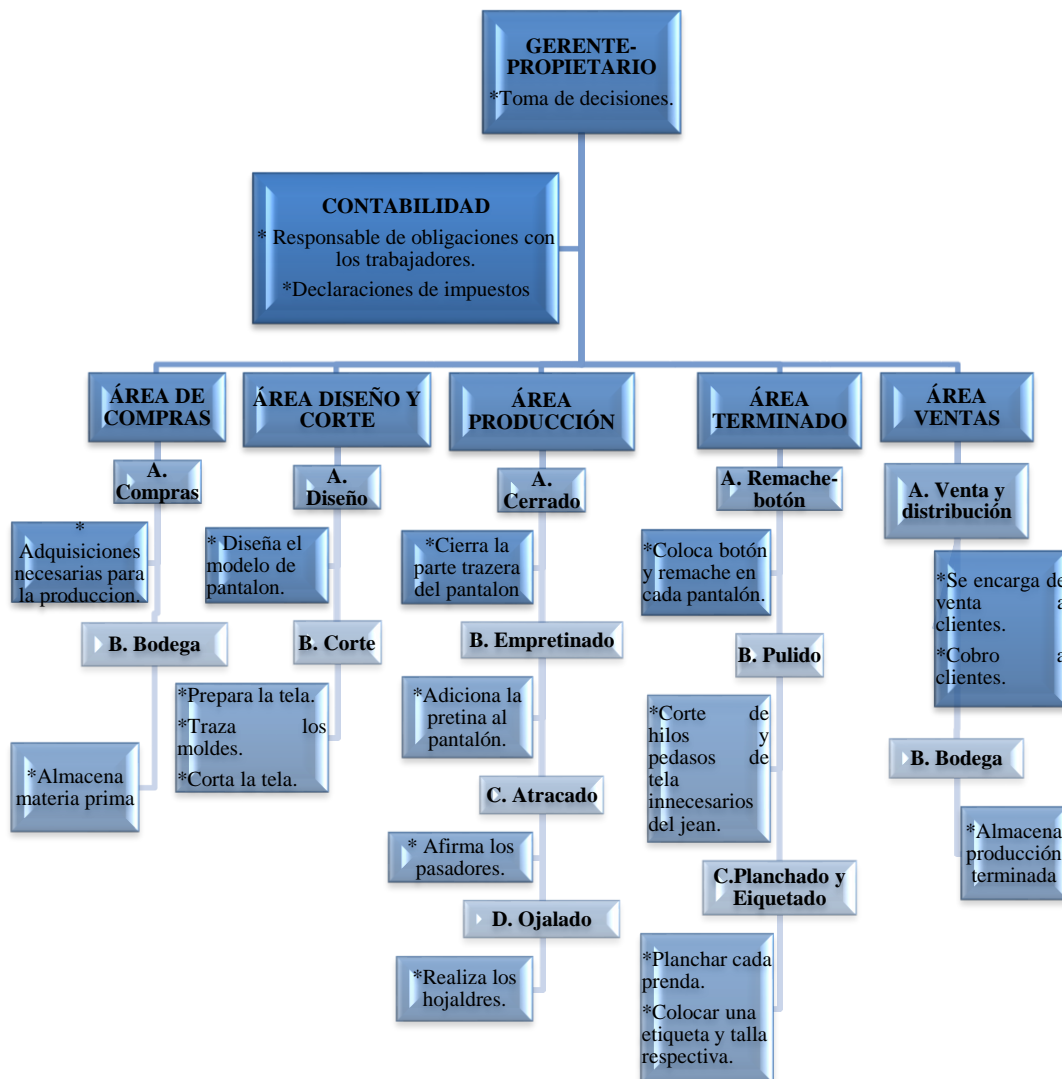 GERENTE-
PROPIETARIO
*Toma de decisiones.
CONTABILIDAD
* Responsable de obligaciones con
los trabajadores.
*Declaraciones de impuestos
ÁREA DE
COMPRAS
A.
Compras
*
Adquisiciones
necesarias para
la produccion.
B. Bodega
*Almacena
materia prima
ÁREA DISEÑO Y
CORTE
A.
Diseño
* Diseña el
modelo de
pantalon.
B. Corte
*Prepara la tela.
*Traza los
moldes.
*Corta la tela.
ÁREA
PRODUCCIÓN
A.
Cerrado
*Cierra la
parte trazera
del pantalon
B. Empretinado
*Adiciona la
pretina al
pantalón.
C. Atracado
* Afirma los
pasadores.
D. Ojalado
*Realiza los
hojaldres.
ÁREA
TERMINADO
A. Remache-
botón
*Coloca botón
y remache en
cada pantalón.
B. Pulido
*Corte de
hilos y
pedasos de
tela
innecesarios
del jean.
C.Planchado y
Eiquetado
*Planchar cada
prenda.
*Colocar una
etiqueta y talla
respectiva.
ÁREA
VENTAS
A. Venta y
distribución
*Se encarga de
venta a
clientes.
*Cobro a
clientes.
B. Bodega
*Almacena
producción
terminada